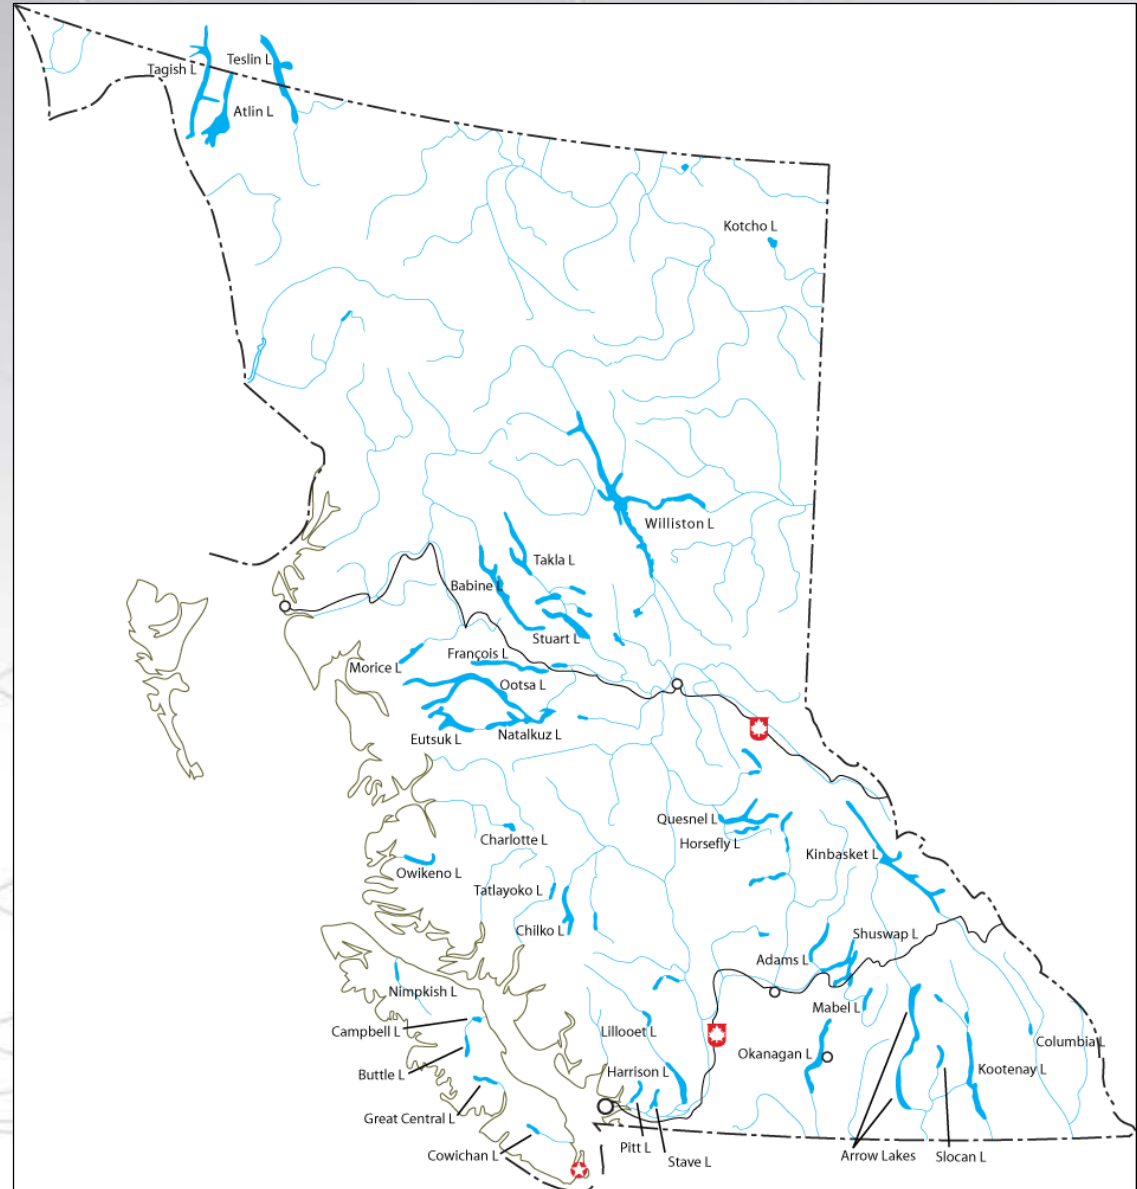 Teslin L
Tagish L
Atlin L
Kotcho L
Williston L
Takla L
Babine L
Stuart L
François L
Morice L
Ootsa L
Natalkuz L
Eutsuk L
Quesnel L
Charlotte L
Horsefly L
Kinbasket L
Owikeno L
Tatlayoko L
Chilko L
Shuswap L
Adams L
Nimpkish L
Mabel L
Campbell L
Lillooet L
Columbia L
Okanagan L
Buttle L
Harrison L
Kootenay L
Great Central L
Pitt L
Cowichan L
Stave L
Arrow Lakes
Slocan L